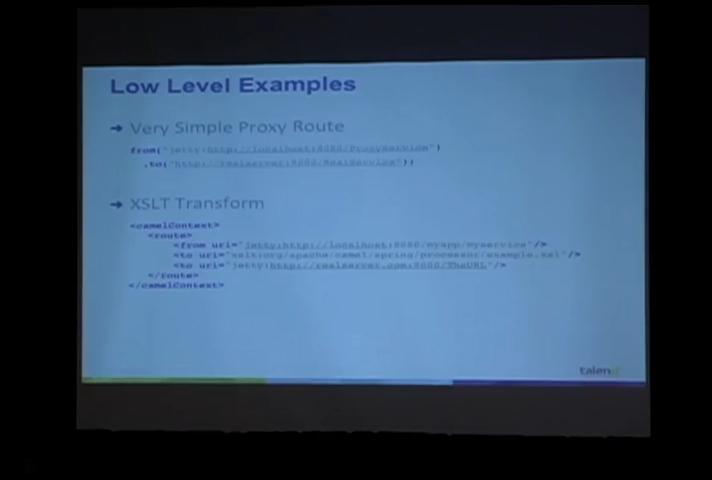 Low Level Examples
→ Very Simple Proxy Route
from("jetty:http://localhost:8080/ProxyService")
.to("http://realserver:8080/RealService");
→ XSLT Transform
<camelContext>
<route>
<from uri="jetty:http://localhost:8080/myapp/myservice"/>
<to uri="xslt:org/apache/camel/spring/processor/example.xsl"/>
<to uri="jetty:http://realserver.com:8080/TheURL"/>
</route>
</camelContext>
talend